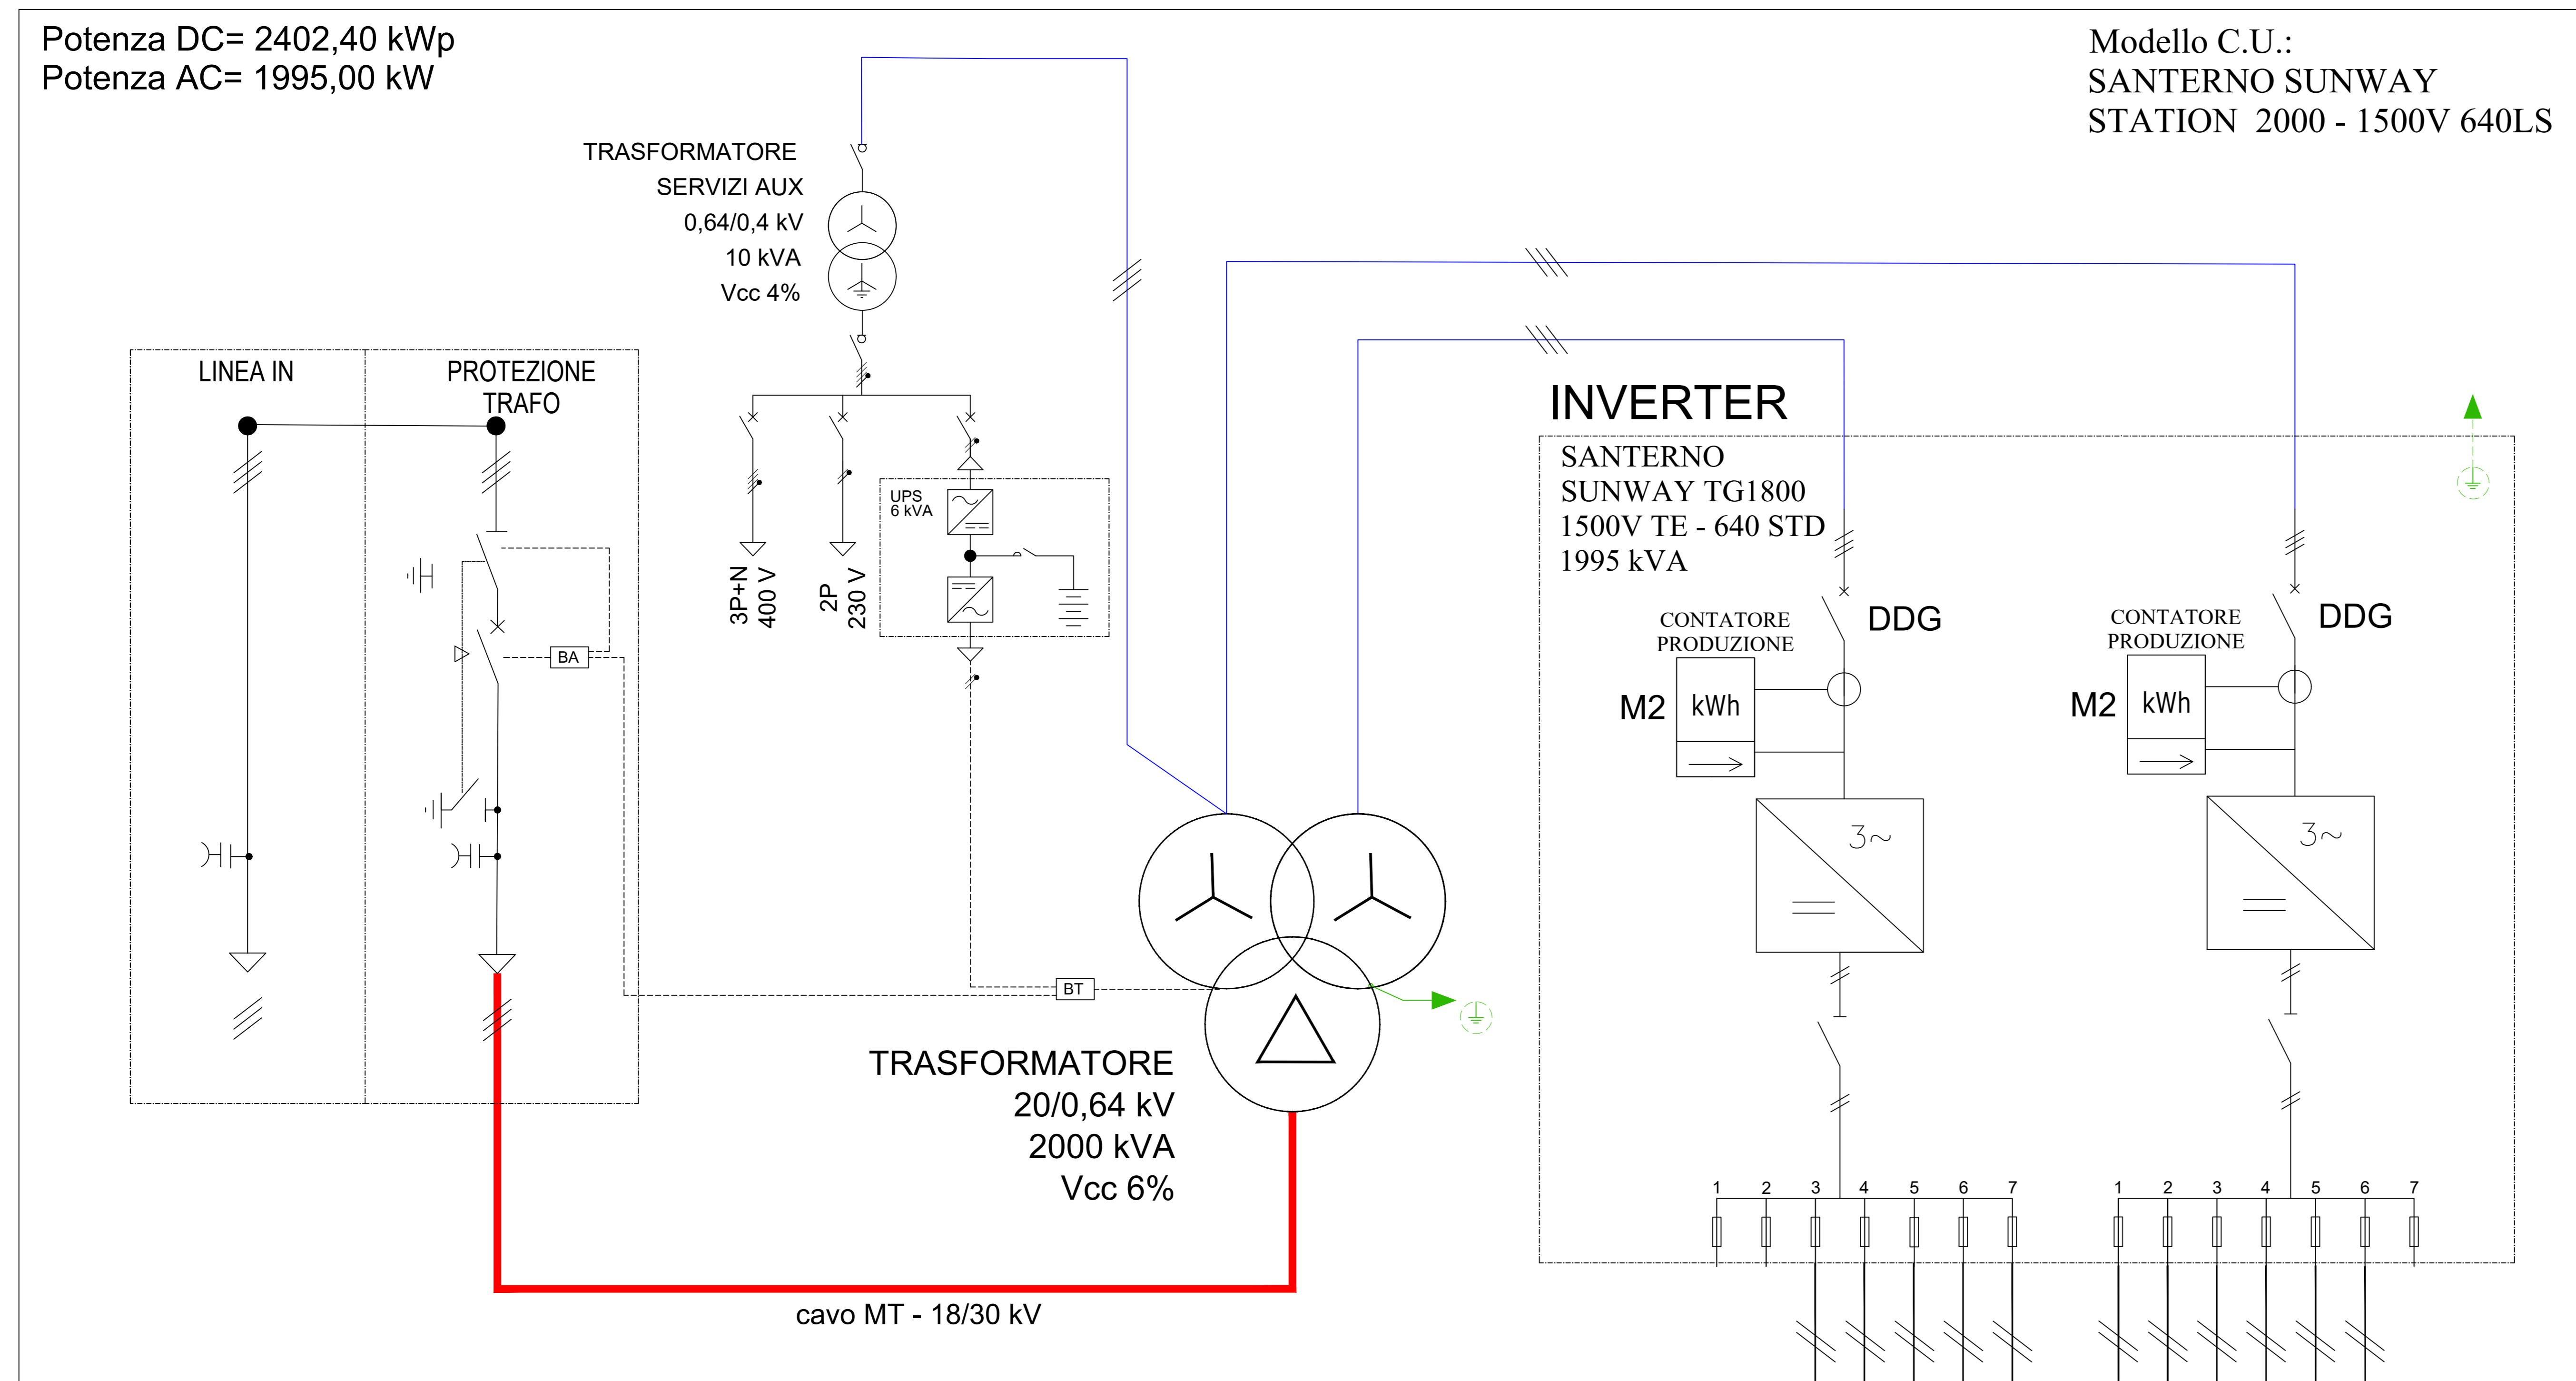 Potenza DC= 2402,40 kWp
Potenza AC= 1995,00 kW
Modello C.U.:
SANTERNO SUNWAY
STATION 2000 - 1500V 640LS
TRASFORMATORE
SERVIZI AUX
0,64/0,4 kV
10 kVA
Vcc 4%
LINEA IN
PROTEZIONE
TRAFO
BA
3P+N
400 V
2P
230 V
UPS
6 kVA
BT
TRASFORMATORE
20/0,64 kV
2000 kVA
Vcc 6%
cavo MT - 18/30 kV
INVERTER
SANTERNO
SUNWAY TG1800
1500V TE - 640 STD
1995 kVA
CONTATORE
PRODUZIONE
DDG
M2
kWh
3~
CONTATORE
PRODUZIONE
DDG
M2
kWh
3~
1 2 3 4 5 6 7
1 2 3 4 5 6 7